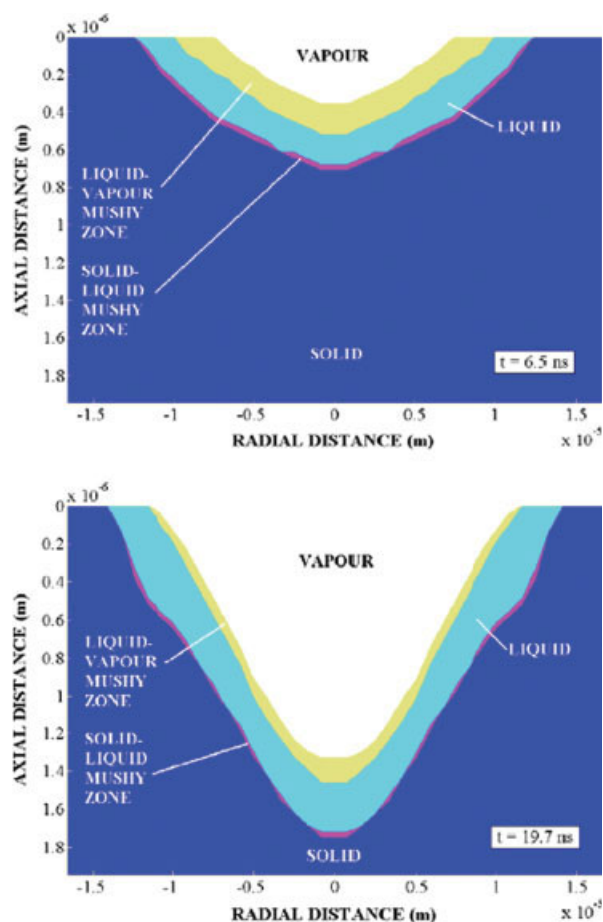 x 10⁻⁶
0
0.2
0.4
0.6
0.8
1
1.2
1.4
1.6
1.8
AXIAL DISTANCE (m)
VAPOUR
LIQUID
LIQUID-
VAPOUR
MUSHY
ZONE
SOLID-
LIQUID
MUSHY
ZONE
SOLID
t = 6.5 ns
-1.5 -1 -0.5 0 0.5 1 1.5
RADIAL DISTANCE (m)
x 10⁻⁵
x 10⁻⁶
0
0.2
0.4
0.6
0.8
1
1.2
1.4
1.6
1.8
AXIAL DISTANCE (m)
VAPOUR
LIQUID
LIQUID-
VAPOUR
MUSHY
ZONE
SOLID-
LIQUID
MUSHY
ZONE
SOLID
t = 19.7 ns
-1.5 -1 -0.5 0 0.5 1 1.5
RADIAL DISTANCE (m)
x 10⁻⁵